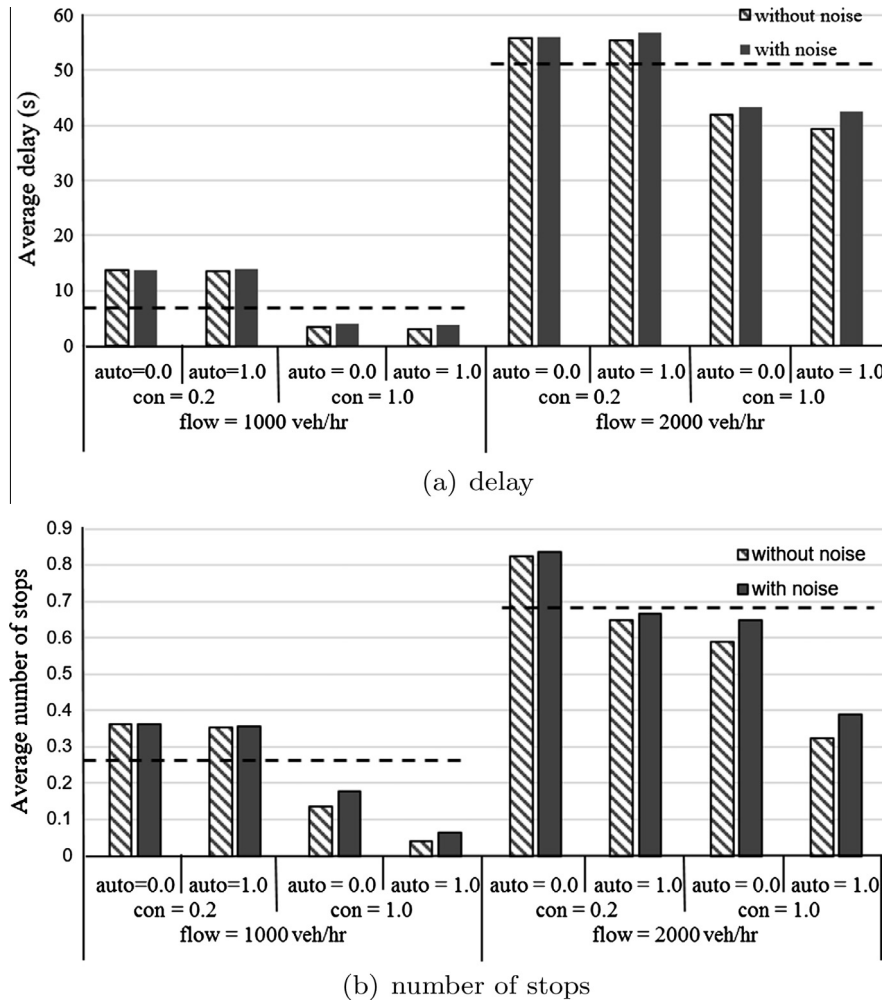 60
50
40
30
20
10
0
Average delay (s)
without noise
with noise
auto=0.0 auto=1.0 auto = 0.0 auto = 1.0 auto = 0.0 auto = 1.0 auto = 0.0 auto = 1.0
con = 0.2 con = 1.0 con = 0.2 con = 1.0
flow = 1000 veh/hr flow = 2000 veh/hr
(a) delay
0.9
0.8
0.7
0.6
0.5
0.4
0.3
0.2
0.1
0
Average number of stops
without noise
with noise
auto=0.0 auto=1.0 auto = 0.0 auto = 1.0 auto = 0.0 auto = 1.0 auto = 0.0 auto = 1.0
con = 0.2 con = 1.0 con = 0.2 con = 1.0
flow = 1000 veh/hr flow = 2000 veh/hr
(b) number of stops